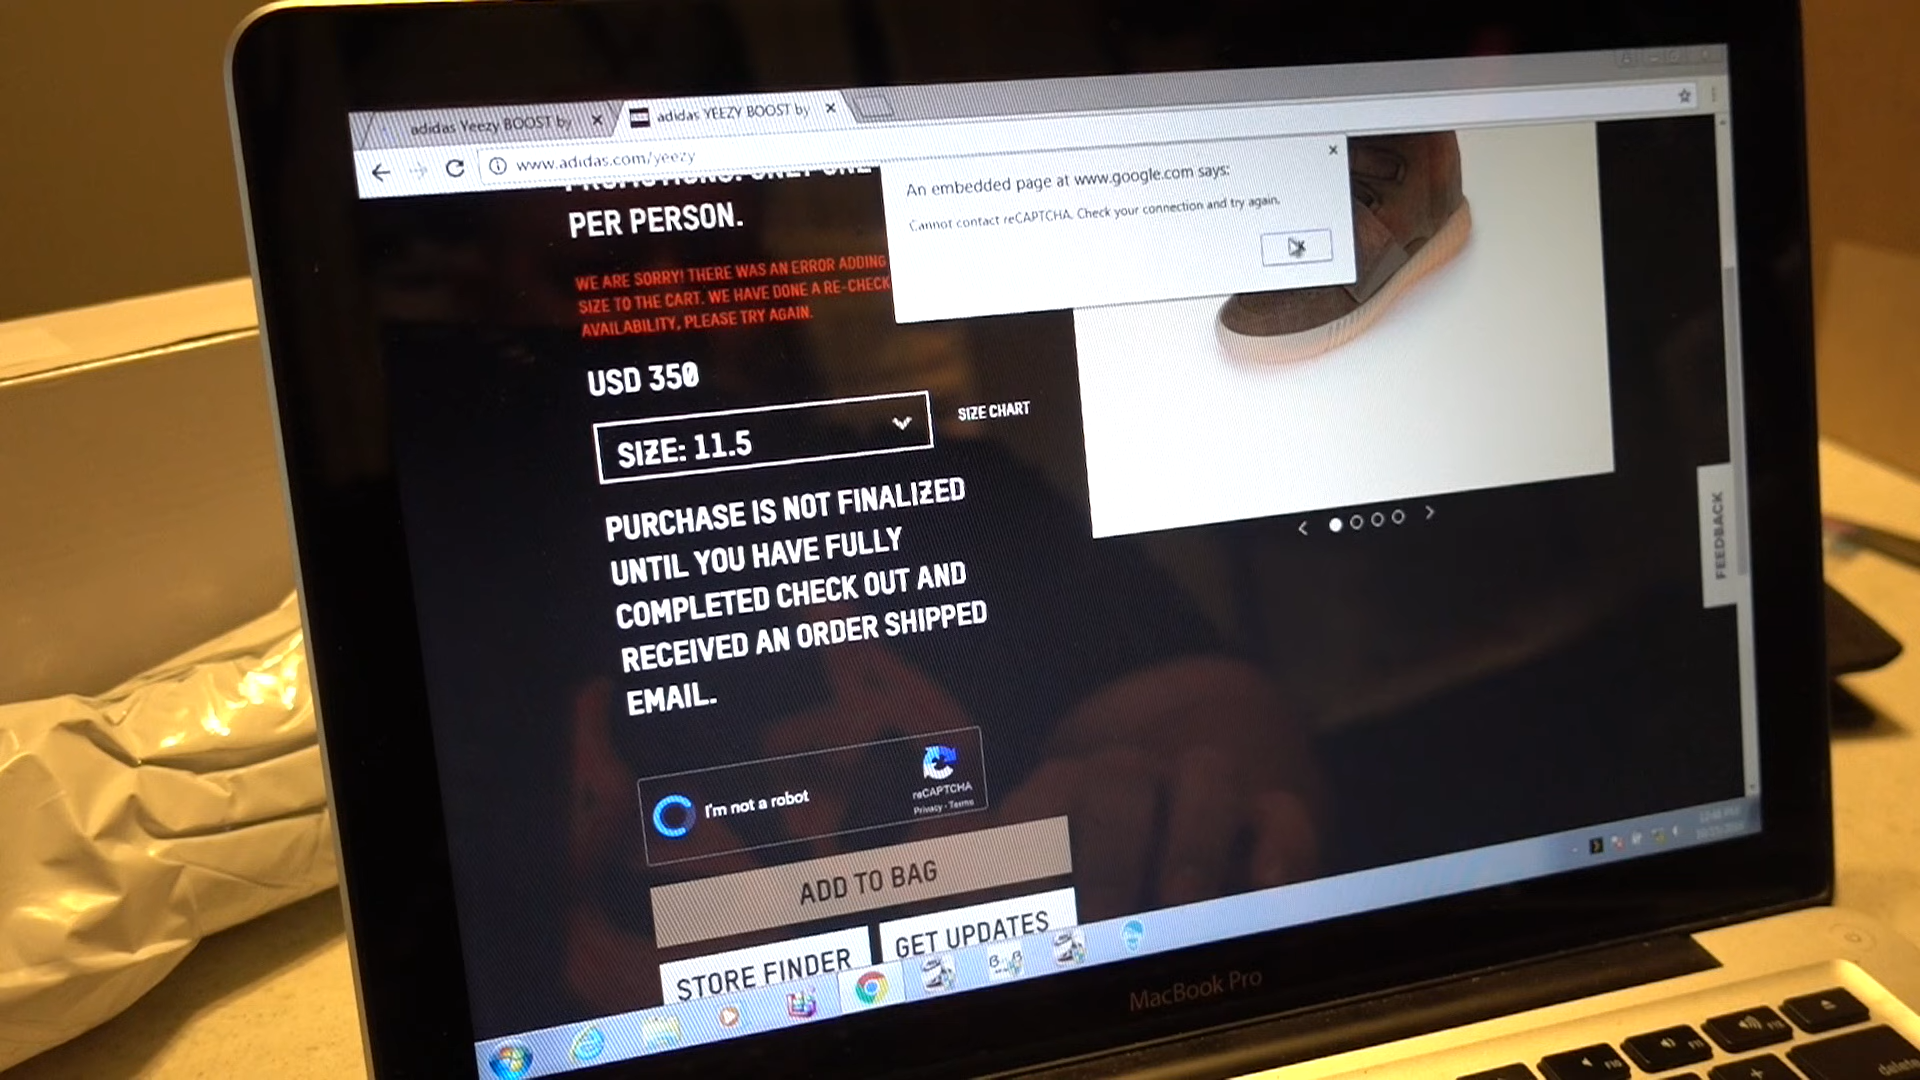 adidas Yeezy BOOST by
adidas YEEZY BOOST by
www.adidas.com/yeezy
PROMOTIONS. ONLY ONE
PER PERSON.
WE ARE SORRY! THERE WAS AN ERROR ADDING
SIZE TO THE CART. WE HAVE DONE A RE-CHECK
AVAILABILITY, PLEASE TRY AGAIN.
An embedded page at www.google.com says:
Cannot contact reCAPTCHA. Check your connection and try again.
USD 350
SIZE: 11.5
SIZE CHART
PURCHASE IS NOT FINALIZED
UNTIL YOU HAVE FULLY
COMPLETED CHECK OUT AND
RECEIVED AN ORDER SHIPPED
EMAIL.
FEEDBACK
I'm not a robot
reCAPTCHA
Privacy - Terms
ADD TO BAG
STORE FINDER
GET UPDATES
MacBook Pro
delete